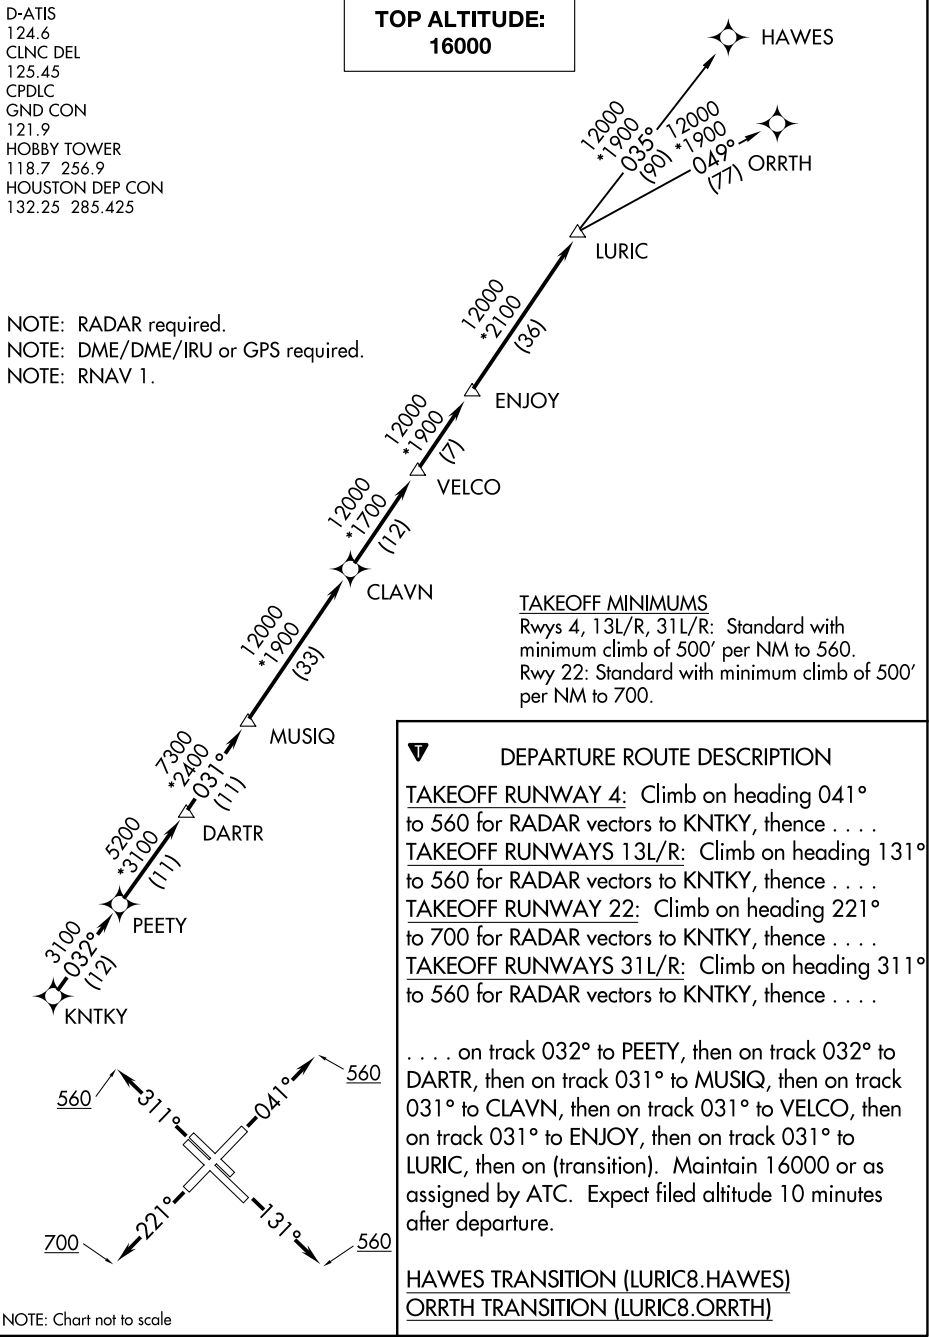 D-ATIS
124.6
CLNC DEL
125.45
CPDLC
GND CON
121.9
HOBBY TOWER
118.7 256.9
HOUSTON DEP CON
132.25 285.425
TOP ALTITUDE:
16000
HAWES
12000
*1900
035°
(90)
12000
*1900
049°
(77)
ORRTH
LURIC
NOTE: RADAR required.
NOTE: DME/DME/IRU or GPS required.
NOTE: RNAV 1.
12000
*2100
(36)
ENJOY
12000
*1900
(7)
VELCO
12000
*1700
(12)
CLAVN
12000
*1900
(33)
MUSIQ
7300
*2400
031°
(11)
DARTR
5200
*3100
(11)
PEETY
3100
032°
(12)
KNTKY
TAKEOFF MINIMUMS
Rwys 4, 13L/R, 31L/R: Standard with
minimum climb of 500' per NM to 560.
Rwy 22: Standard with minimum climb of 500'
per NM to 700.
T
DEPARTURE ROUTE DESCRIPTION
TAKEOFF RUNWAY 4: Climb on heading 041°
to 560 for RADAR vectors to KNTKY, thence . . . .
TAKEOFF RUNWAYS 13L/R: Climb on heading 131°
to 560 for RADAR vectors to KNTKY, thence . . . .
TAKEOFF RUNWAY 22: Climb on heading 221°
to 700 for RADAR vectors to KNTKY, thence . . . .
TAKEOFF RUNWAYS 31L/R: Climb on heading 311°
to 560 for RADAR vectors to KNTKY, thence . . . .
. . . . on track 032° to PEETY, then on track 032° to
DARTR, then on track 031° to MUSIQ, then on track
031° to CLAVN, then on track 031° to VELCO, then
on track 031° to ENJOY, then on track 031° to
LURIC, then on (transition). Maintain 16000 or as
assigned by ATC. Expect filed altitude 10 minutes
after departure.
HAWES TRANSITION (LURIC8.HAWES)
ORRTH TRANSITION (LURIC8.ORRTH)
560
311°
041°
560
700
221°
131°
560
NOTE: Chart not to scale